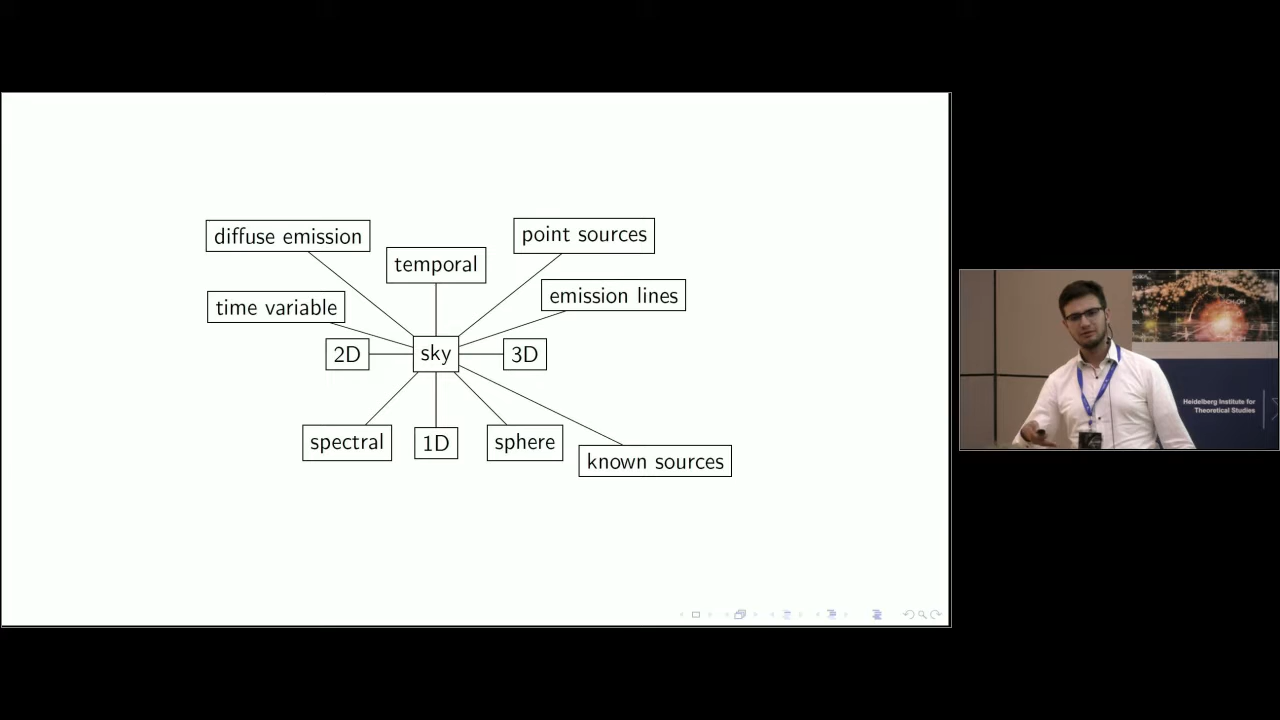 diffuse emission
point sources
temporal
emission lines
time variable
2D
sky
3D
spectral
1D
sphere
known sources
Heidelberg Institute for
Theoretical Studies